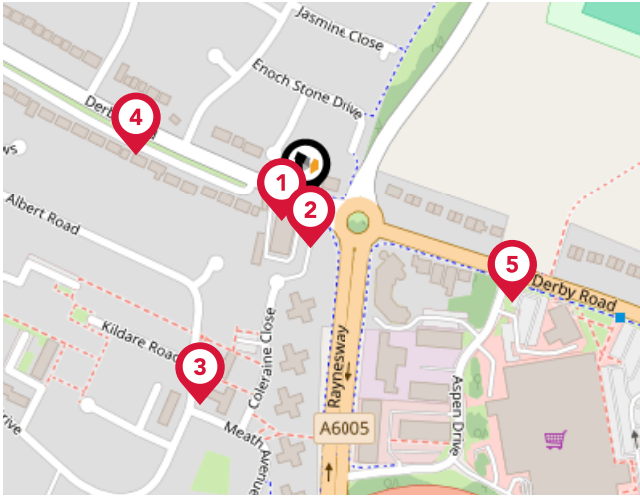 Jasmine Close
Enoch Stone Drive
Derby
4
1
2
Albert Road
5
Derby Road
Kildare Road
3
Coleraine Close
Raynesway
Aspen Drive
A6005
Meath Avenue